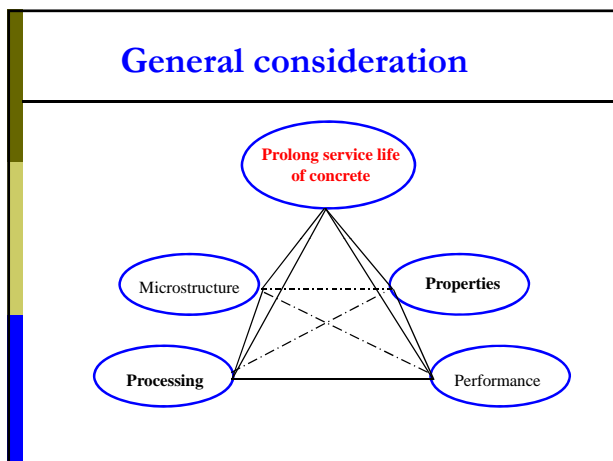 General consideration
Prolong service life
of concrete
Microstructure
Properties
Processing
Performance